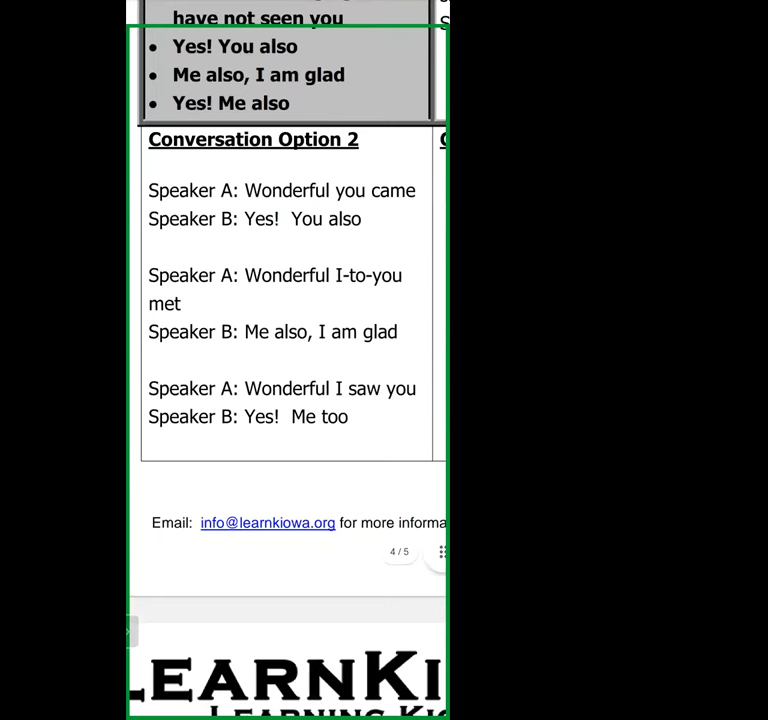 have not seen you
• Yes! You also
• Me also, I am glad
• Yes! Me also
Conversation Option 2
Speaker A: Wonderful you came
Speaker B: Yes!  You also
Speaker A: Wonderful I-to-you
met
Speaker B: Me also, I am glad
Speaker A: Wonderful I saw you
Speaker B: Yes!  Me too
Email:  info@learnkiowa.org for more informa
4 / 5
LEARNKI
LEARNING KIO